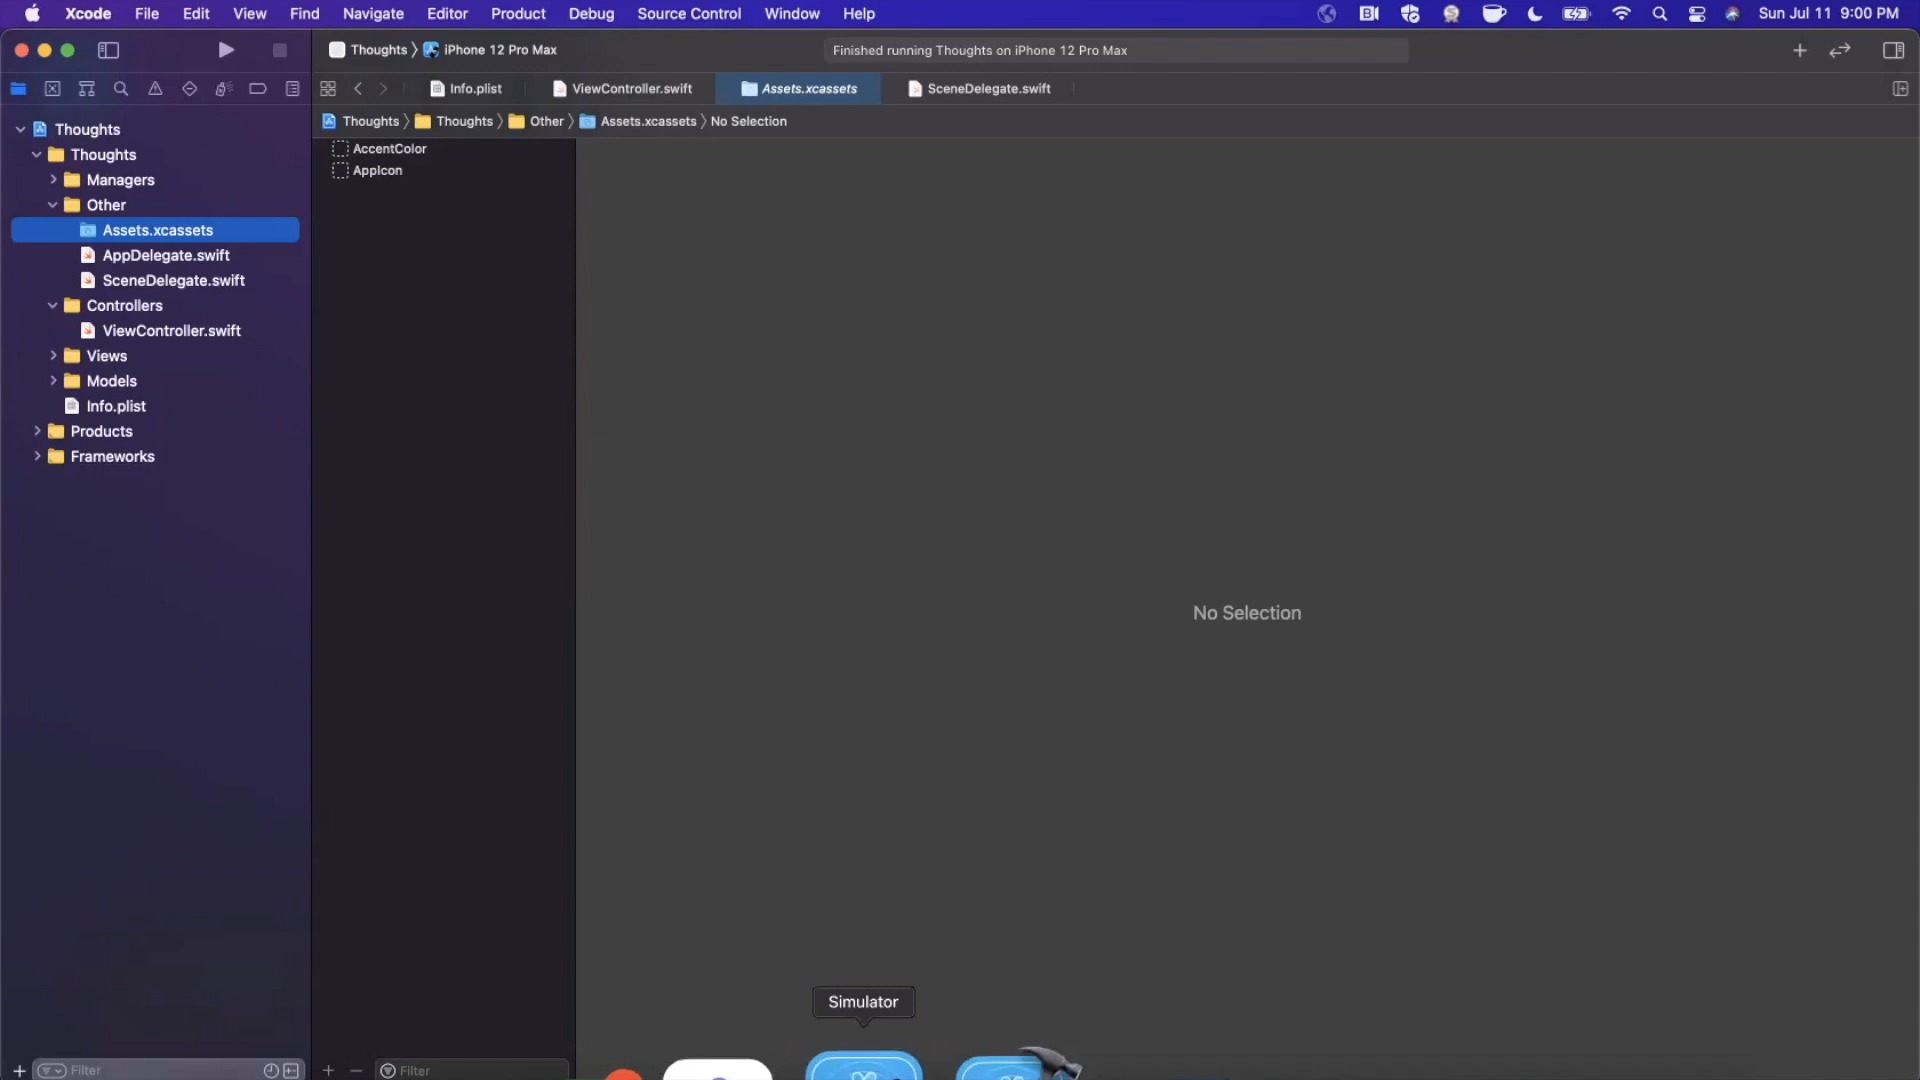 Xcode File Edit View Find Navigate Editor Product Debug Source Control Window Help Sun Jul 11 9:00 PM
Thoughts 〉 iPhone 12 Pro Max
Finished running Thoughts on iPhone 12 Pro Max
Info.plist ViewController.swift Assets.xcassets SceneDelegate.swift
Thoughts 〉 Thoughts 〉 Other 〉 Assets.xcassets 〉 No Selection
Thoughts
Thoughts
Managers
Other
Assets.xcassets
AppDelegate.swift
SceneDelegate.swift
Controllers
ViewController.swift
Views
Models
Info.plist
Products
Frameworks
AccentColor
AppIcon
No Selection
Simulator
Filter
Filter